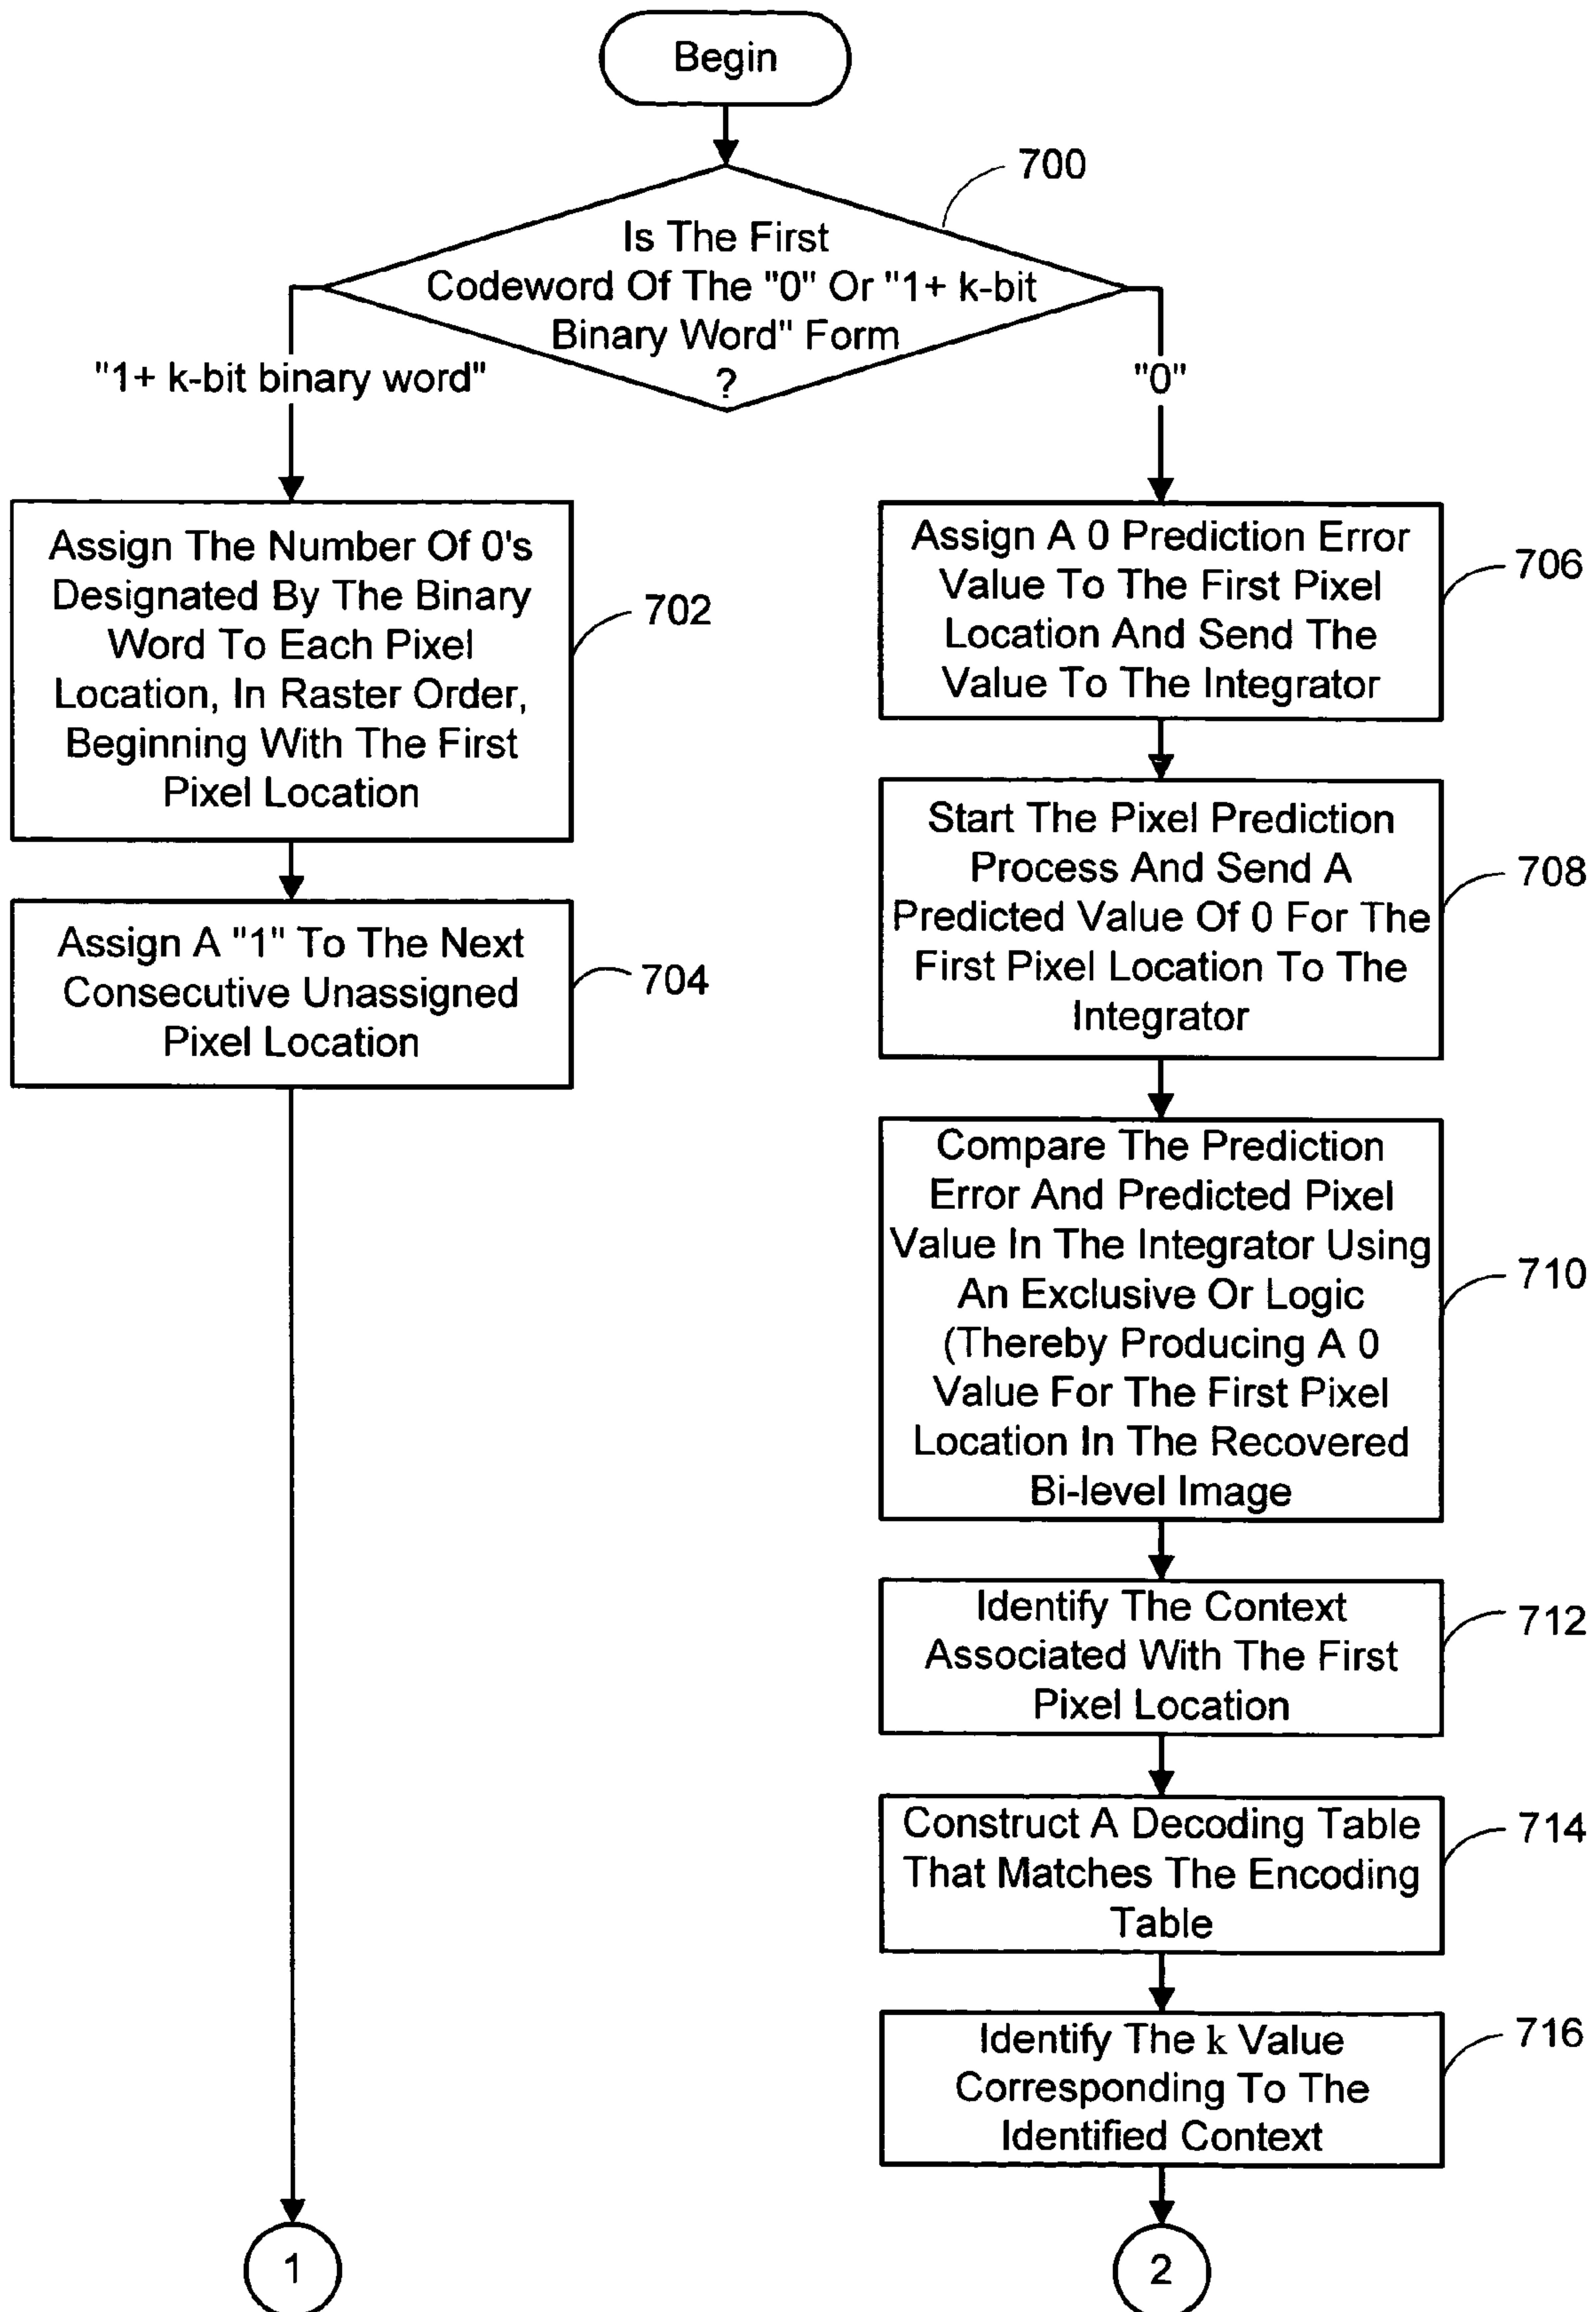 Begin
700
Is The First
Codeword Of The "0" Or "1+ k-bit
Binary Word" Form
?
"1+ k-bit binary word"
"0"
Assign The Number Of 0's
Designated By The Binary
Word To Each Pixel
Location, In Raster Order,
Beginning With The First
Pixel Location
702
Assign A "1" To The Next
Consecutive Unassigned
Pixel Location
704
Assign A 0 Prediction Error
Value To The First Pixel
Location And Send The
Value To The Integrator
706
Start The Pixel Prediction
Process And Send A
Predicted Value Of 0 For The
First Pixel Location To The
Integrator
708
Compare The Prediction
Error And Predicted Pixel
Value In The Integrator Using
An Exclusive Or Logic
(Thereby Producing A 0
Value For The First Pixel
Location In The Recovered
Bi-level Image
710
Identify The Context
Associated With The First
Pixel Location
712
Construct A Decoding Table
That Matches The Encoding
Table
714
Identify The k Value
Corresponding To The
Identified Context
716
1
2